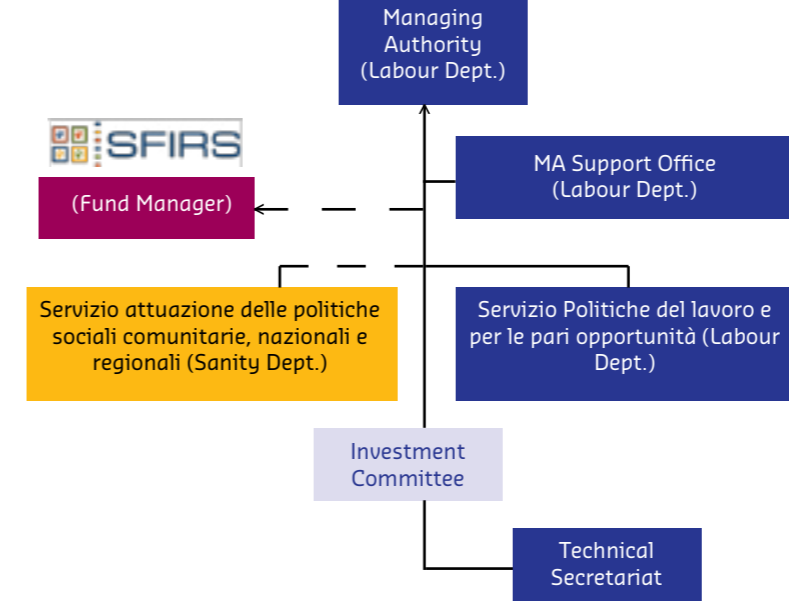 Managing
Authority
(Labour Dept.)
SFIRS
(Fund Manager)
MA Support Office
(Labour Dept.)
Servizio attuazione delle politiche
sociali comunitarie, nazionali e
regionali (Sanity Dept.)
Servizio Politiche del lavoro e
per le pari opportunità (Labour
Dept.)
Investment
Committee
Technical
Secretariat